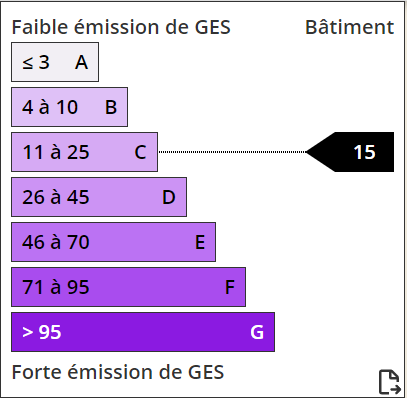 Faible émission de GES Bâtiment
≤ 3 A
4 à 10 B
11 à 25 C 15
26 à 45 D
46 à 70 E
71 à 95 F
> 95 G
Forte émission de GES